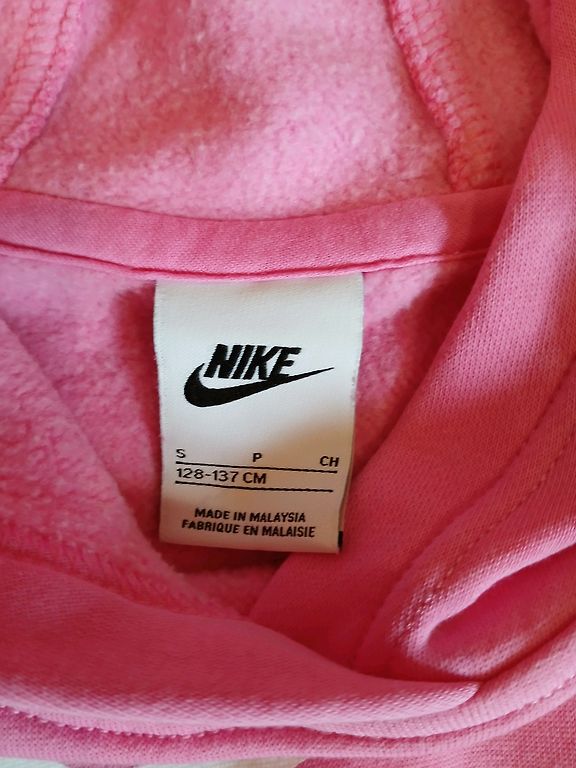 NIKE
S P CH
128-137 CM
MADE IN MALAYSIA
FABRIQUE EN MALAISIE